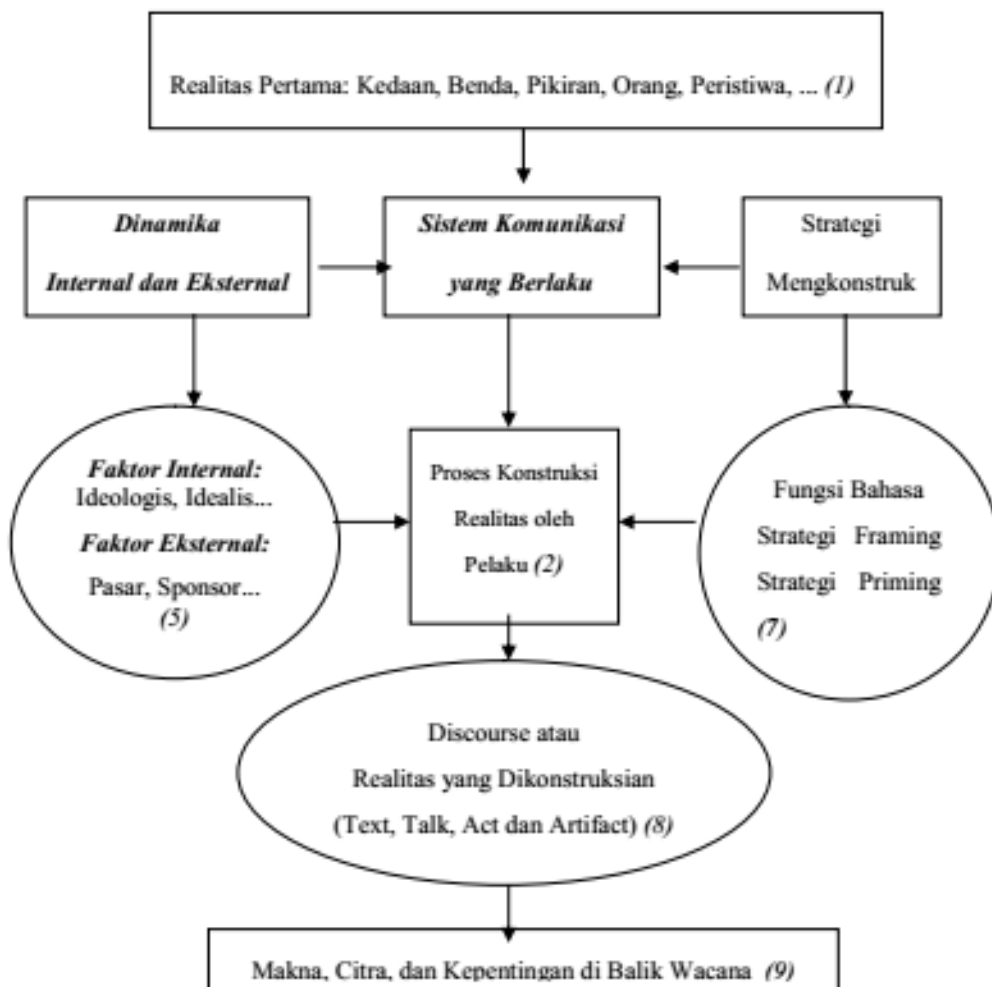 Realitas Pertama: Kedaan, Benda, Pikiran, Orang, Peristiwa, ... (1)
Dinamika
Internal dan Eksternal
Sistem Komunikasi
yang Berlaku
Strategi
Mengkonstruk
Faktor Internal:
Ideologis, Idealis...
Faktor Eksternal:
Pasar, Sponsor...
(5)
Proses Konstruksi
Realitas oleh
Pelaku (2)
Fungsi Bahasa
Strategi Framing
Strategi Priming
(7)
Discourse atau
Realitas yang Dikonstruksian
(Text, Talk, Act dan Artifact) (8)
Makna, Citra, dan Kepentingan di Balik Wacana (9)